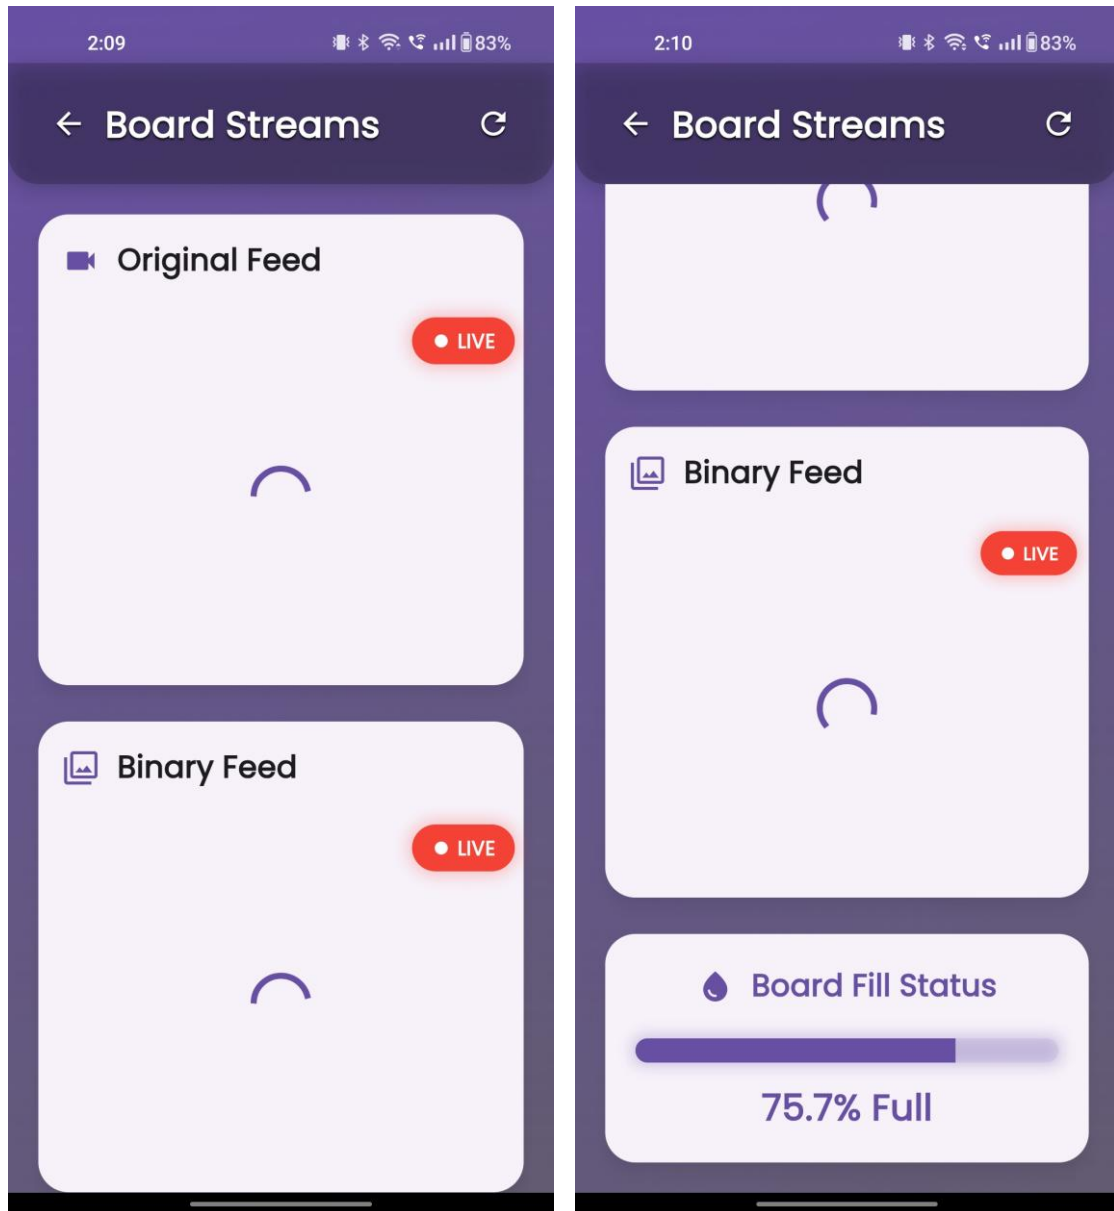 2:09 83%
Board Streams
Original Feed
LIVE
Binary Feed
LIVE
2:10 83%
Board Streams
Binary Feed
LIVE
Board Fill Status
75.7% Full